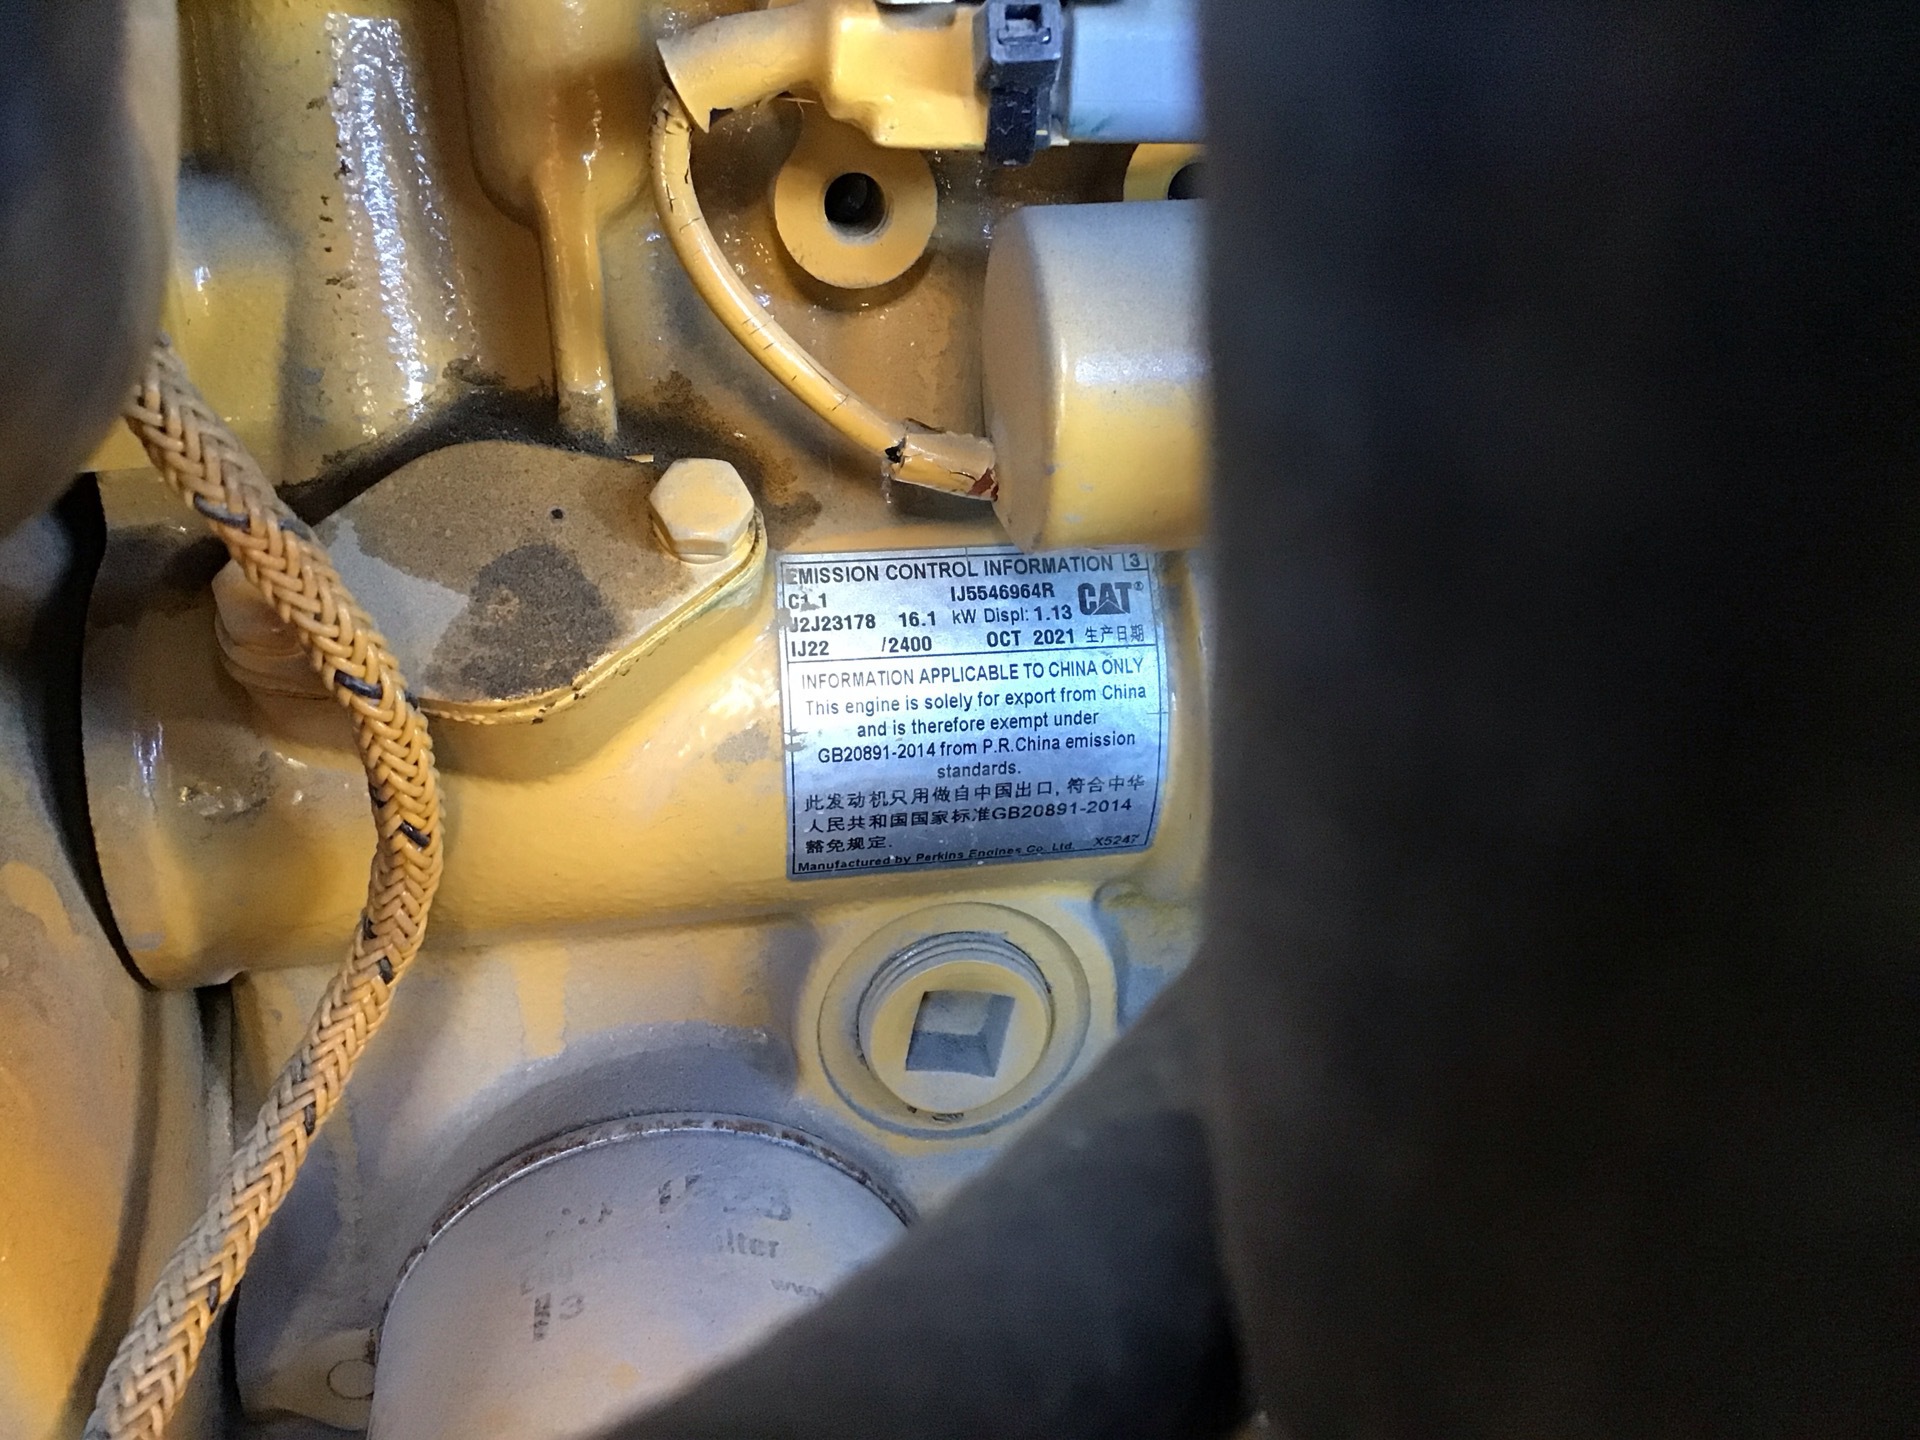 EMISSION CONTROL INFORMATION 3
C1.1 IJ5546964R CAT®
J2J23178 16.1 kW Displ: 1.13
IJ22 /2400 OCT 2021 生产日期
INFORMATION APPLICABLE TO CHINA ONLY
This engine is solely for export from China
and is therefore exempt under
GB20891-2014 from P.R.China emission
standards.
此发动机只用做自中国出口, 符合中华
人民共和国国家标准GB20891-2014
豁免规定.
Manufactured by Perkins Engines Co. Ltd. X5247